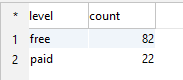 * level count
1 free 82
2 paid 22